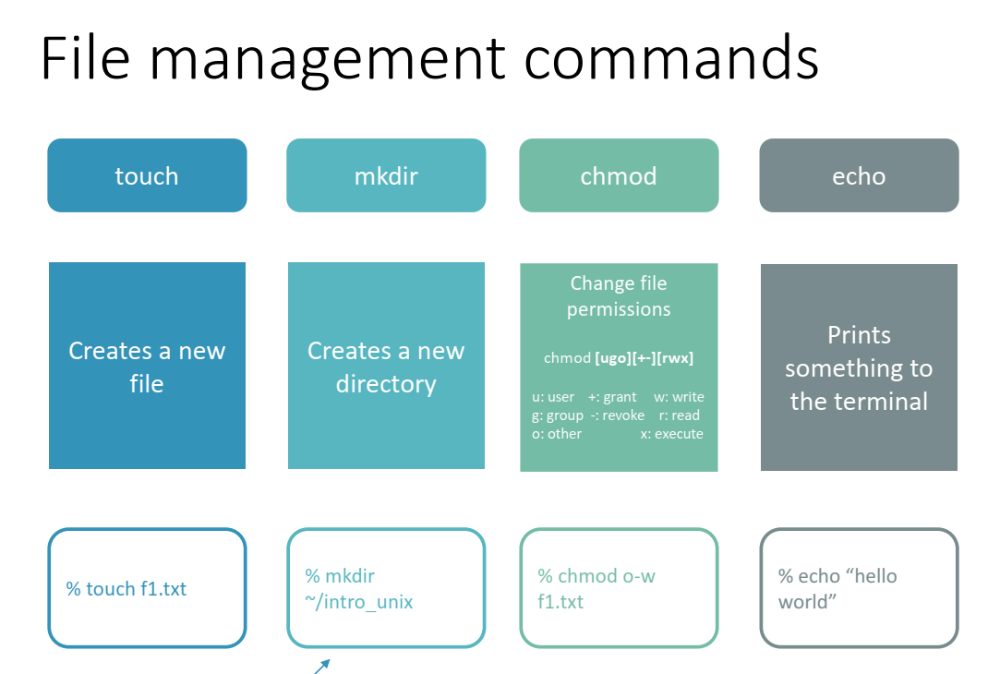 File management commands
touch
mkdir
chmod
echo
Creates a new
file
Creates a new
directory
Change file
permissions
chmod [ugo][+-][rwx]
u: user +: grant w: write
g: group -: revoke r: read
o: other x: execute
Prints
something to
the terminal
% touch f1.txt
% mkdir
~/intro_unix
% chmod o-w
f1.txt
% echo “hello
world”